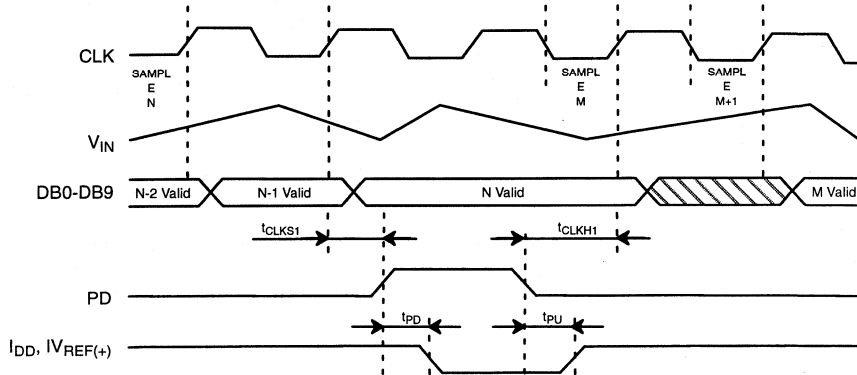 CLK
SAMPL
E
N
SAMPL
E
M
SAMPL
E
M+1
VIN
DB0-DB9
N-2 Valid
N-1 Valid
N Valid
M Valid
tCLKS1
tCLKH1
PD
tPD
tPU
IDD, IVREF(+)